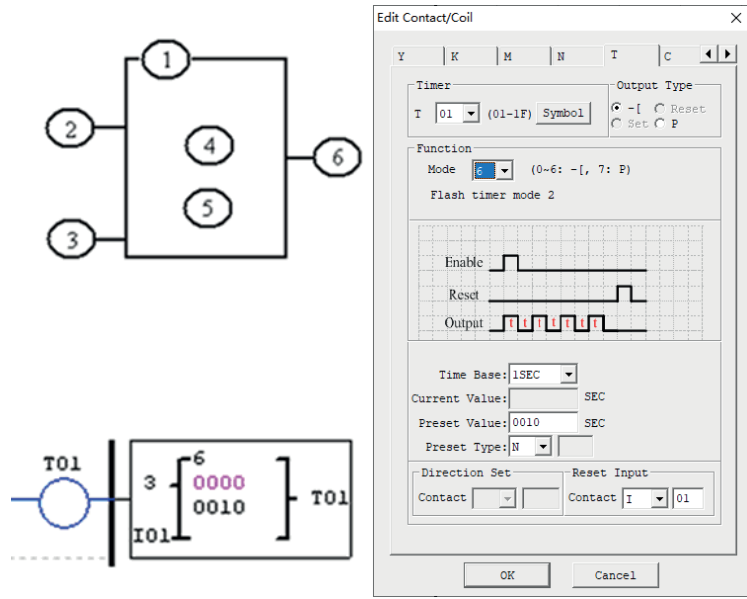 1
2
3
4
5
6
T01
3
6
0000
0010
I01
T01
Edit Contact/Coil
Y K M N T C
Timer
T 01 (01-1F) Symbol
Output Type
-[ Reset
Set P
Function
Mode 6 (0~6: -[, 7: P)
Flash timer mode 2
Enable
Reset
Output t t t t t t t
Time Base: 1SEC
Current Value: SEC
Preset Value: 0010 SEC
Preset Type: N
Direction Set
Contact
Reset Input
Contact I 01
OK Cancel